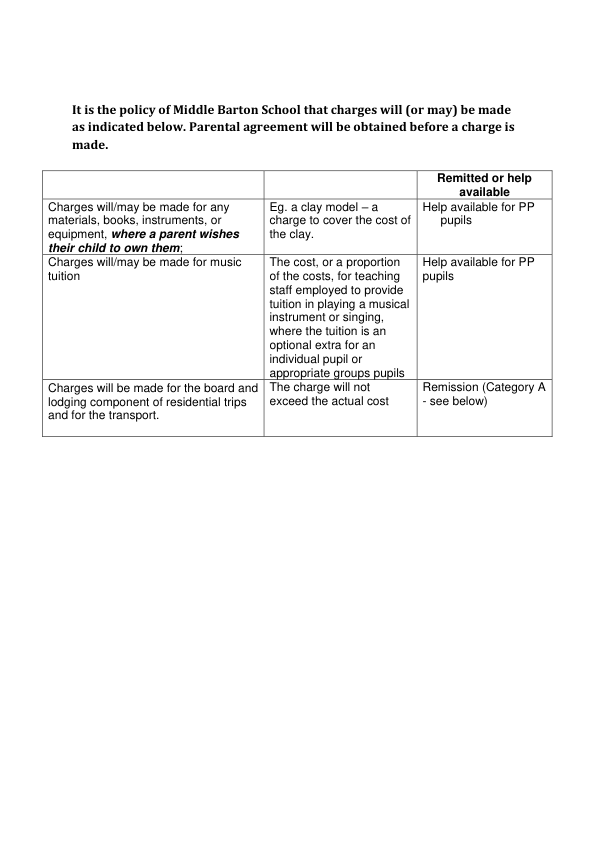 It is the policy of Middle Barton School that charges will (or may) be made
as indicated below. Parental agreement will be obtained before a charge is
made.
Remitted or help
available
Charges will/may be made for any
materials, books, instruments, or
equipment, where a parent wishes
their child to own them;
Eg. a clay model – a
charge to cover the cost of
the clay.
Help available for PP
pupils
Charges will/may be made for music
tuition
The cost, or a proportion
of the costs, for teaching
staff employed to provide
tuition in playing a musical
instrument or singing,
where the tuition is an
optional extra for an
individual pupil or
appropriate groups pupils
Help available for PP
pupils
Charges will be made for the board and
lodging component of residential trips
and for the transport.
The charge will not
exceed the actual cost
Remission (Category A
- see below)